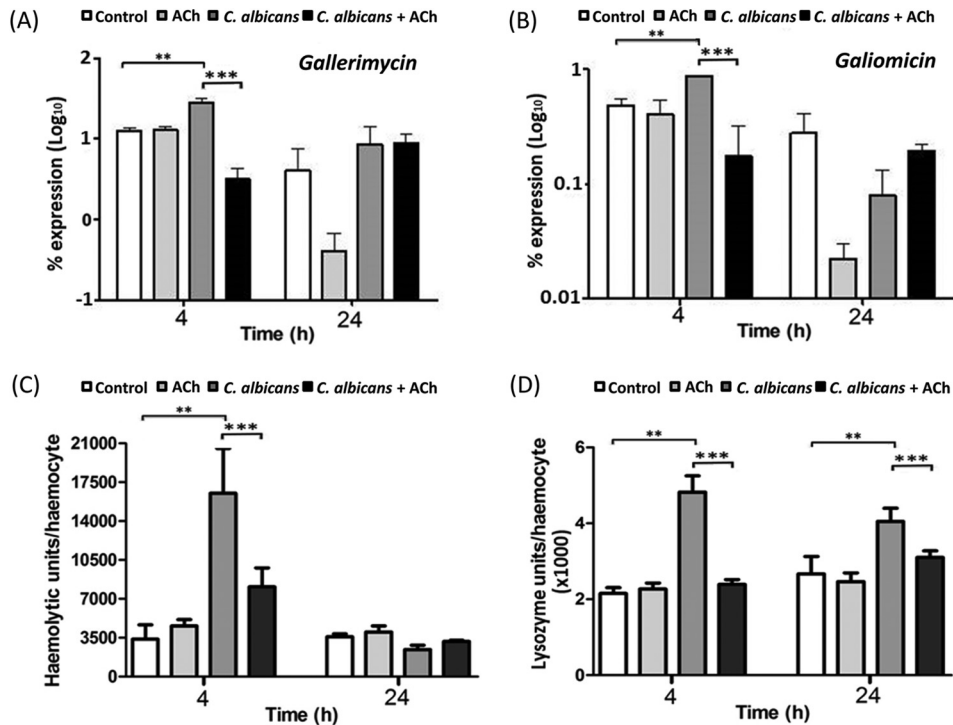 (A)
Control ACh C. albicans C. albicans + ACh
Gallerimycin
**
***
% expression (Log10)
2
1
0
-1
4 24
Time (h)
(B)
Control ACh C. albicans C. albicans + ACh
Galiomicin
**
***
% expression (Log10)
1
0.1
0.01
4 24
Time (h)
(C)
Control ACh C. albicans C. albicans + ACh
**
***
Haemolytic units/haemocyte
21000
17500
14000
10500
7000
3500
0
4 24
Time (h)
(D)
Control ACh C. albicans C. albicans + ACh
**
***
**
***
Lysozyme units/haemocyte
(x1000)
6
4
2
0
4 24
Time (h)